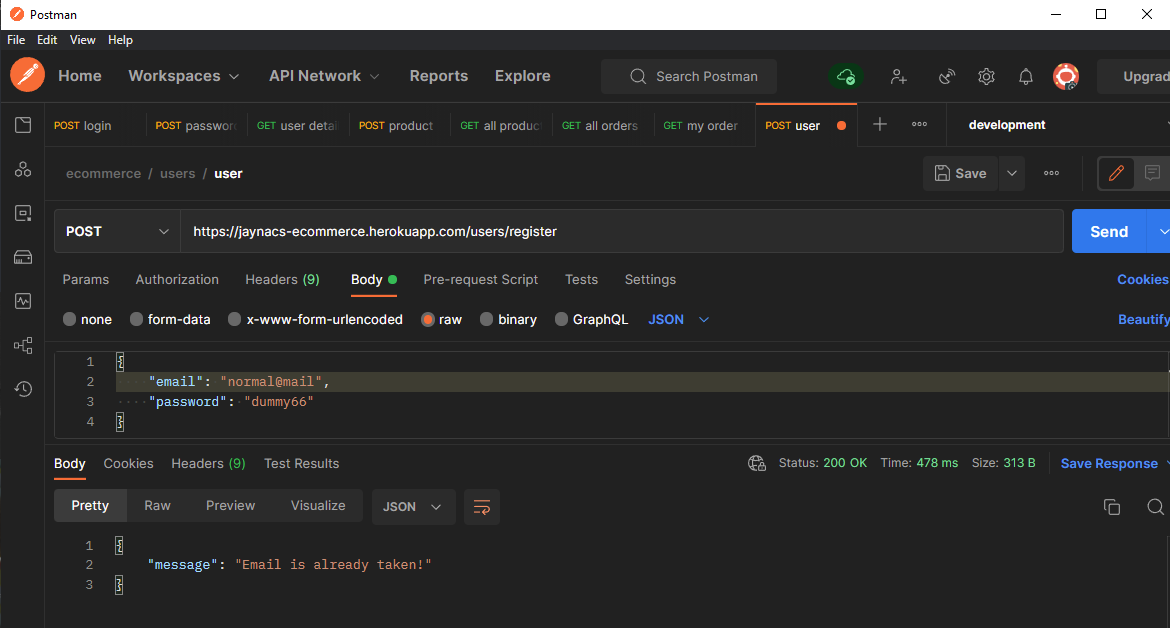 Postman
File Edit View Help
Home Workspaces API Network Reports Explore Search Postman Upgrad
POST login POST passwor GET user detai POST product GET all produc GET all orders GET my order POST user development
ecommerce / users / user Save
POST https://jaynacs-ecommerce.herokuapp.com/users/register Send
Params Authorization Headers (9) Body Pre-request Script Tests Settings Cookies
none form-data x-www-form-urlencoded raw binary GraphQL JSON Beautify
1 {
2 "email": "normal@mail",
3 "password": "dummy66"
4 }
Body Cookies Headers (9) Test Results Status: 200 OK Time: 478 ms Size: 313 B Save Response
Pretty Raw Preview Visualize JSON
1 {
2 "message": "Email is already taken!"
3 }